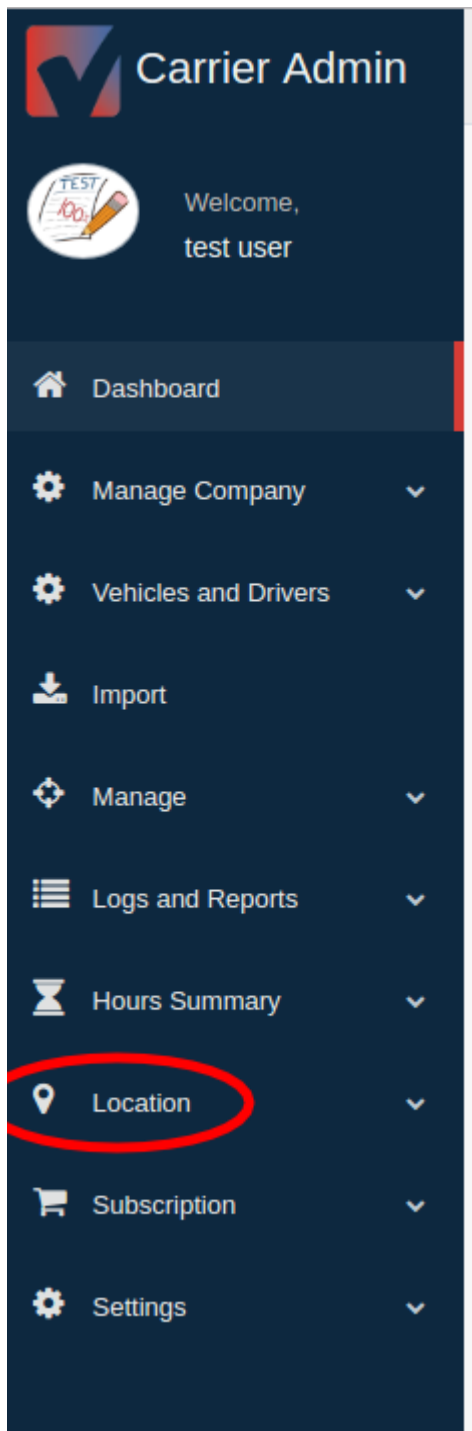 Carrier Admin
TEST
100%
Welcome,
test user
Dashboard
Manage Company
Vehicles and Drivers
Import
Manage
Logs and Reports
Hours Summary
Location
Subscription
Settings